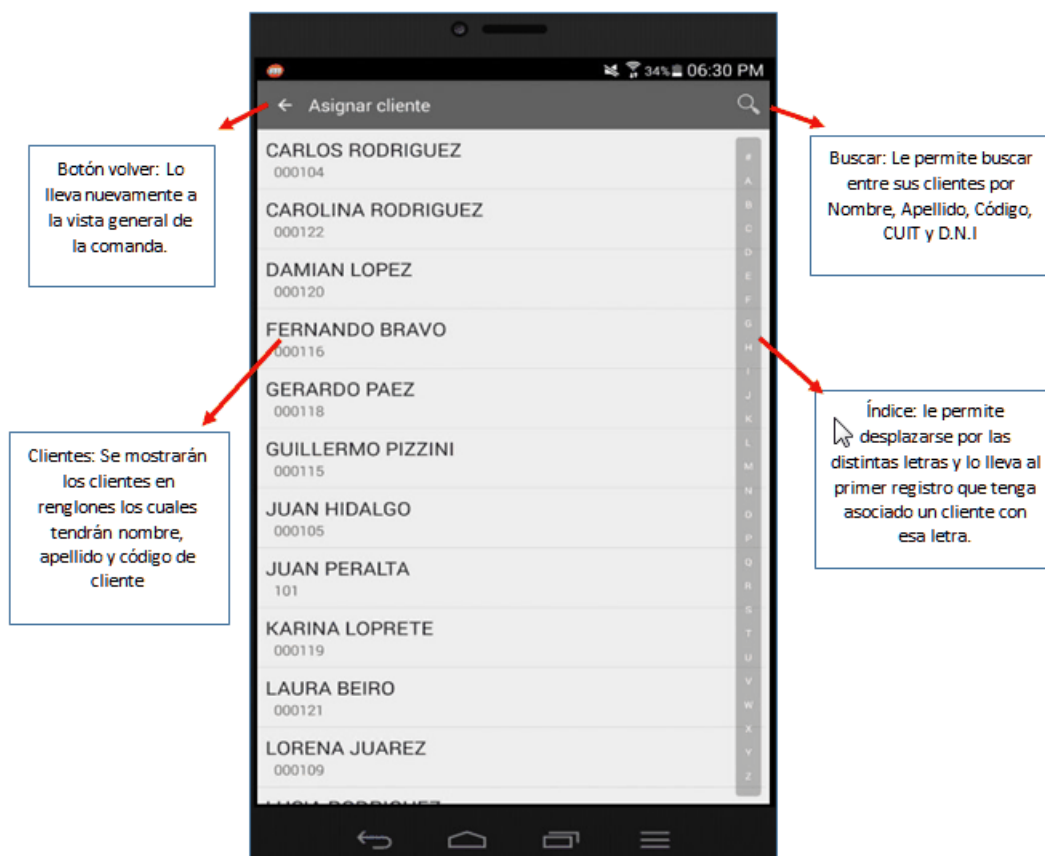 34% 06:30 PM
Asignar cliente
CARLOS RODRIGUEZ
000104
CAROLINA RODRIGUEZ
000122
DAMIAN LOPEZ
000120
FERNANDO BRAVO
000116
GERARDO PAEZ
000118
GUILLERMO PIZZINI
000115
JUAN HIDALGO
000105
JUAN PERALTA
101
KARINA LOPRETE
000119
LAURA BEIRO
000121
LORENA JUAREZ
000109
LUCIA RODRIGUEZ
#
A
B
C
D
E
F
G
H
I
J
K
L
M
N
O
P
Q
R
S
T
U
V
W
X
Y
Z
Botón volver: Lo
lleva nuevamente a
la vista general de
la comanda.
Clientes: Se mostrarán
los clientes en
renglones los cuales
tendrán nombre,
apellido y código de
cliente
Buscar: Le permite buscar
entre sus clientes por
Nombre, Apellido, Código,
CUIT y D.N.I
Índice: le permite
desplazarse por las
distintas letras y lo lleva al
primer registro que tenga
asociado un cliente con
esa letra.